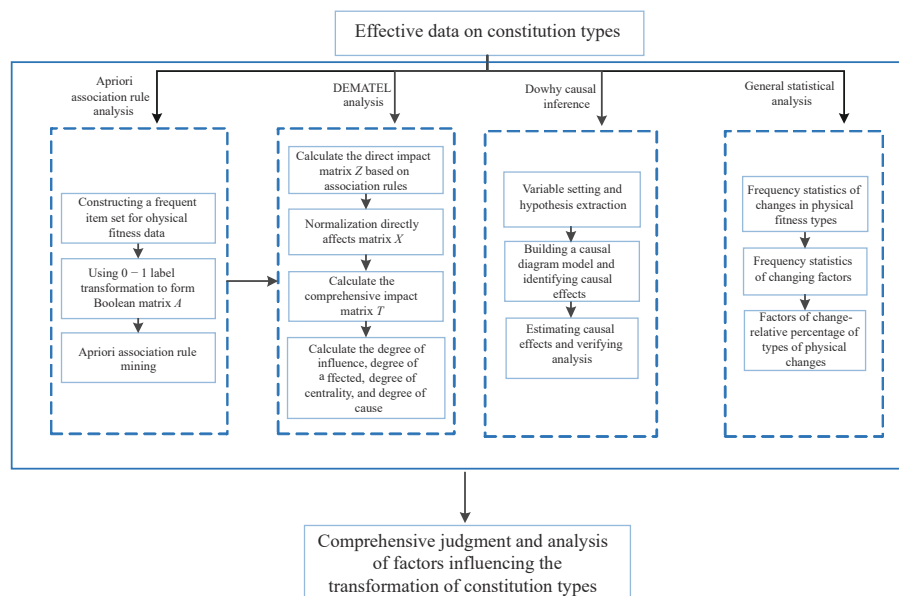 Effective data on constitution types
Apriori
association rule
analysis
DEMATEL
analysis
Dowhy causal
inference
General statistical
analysis
Constructing a frequent
item set for ohysical
fitness data
Using 0 − 1 label
transformation to form
Boolean matrix A
Apriori association rule
mining
Calculate the direct impact
matrix Z based on
association rules
Normalization directly
affects matrix X
Calculate the
comprehensive impact
matrix T
Calculate the degree of
influence, degree of
affected, degree of
centrality, and degree of
cause
Variable setting and
hypothesis extraction
Building a causal
diagram model and
identifying causal
effects
Estimating causal
effects and verifying
analysis
Frequency statistics of
changes in physical
fitness types
Frequency statistics
of changing factors
Factors of change-
relative percentage of
types of physical
changes
Comprehensive judgment and analysis
of factors influencing the
transformation of constitution types